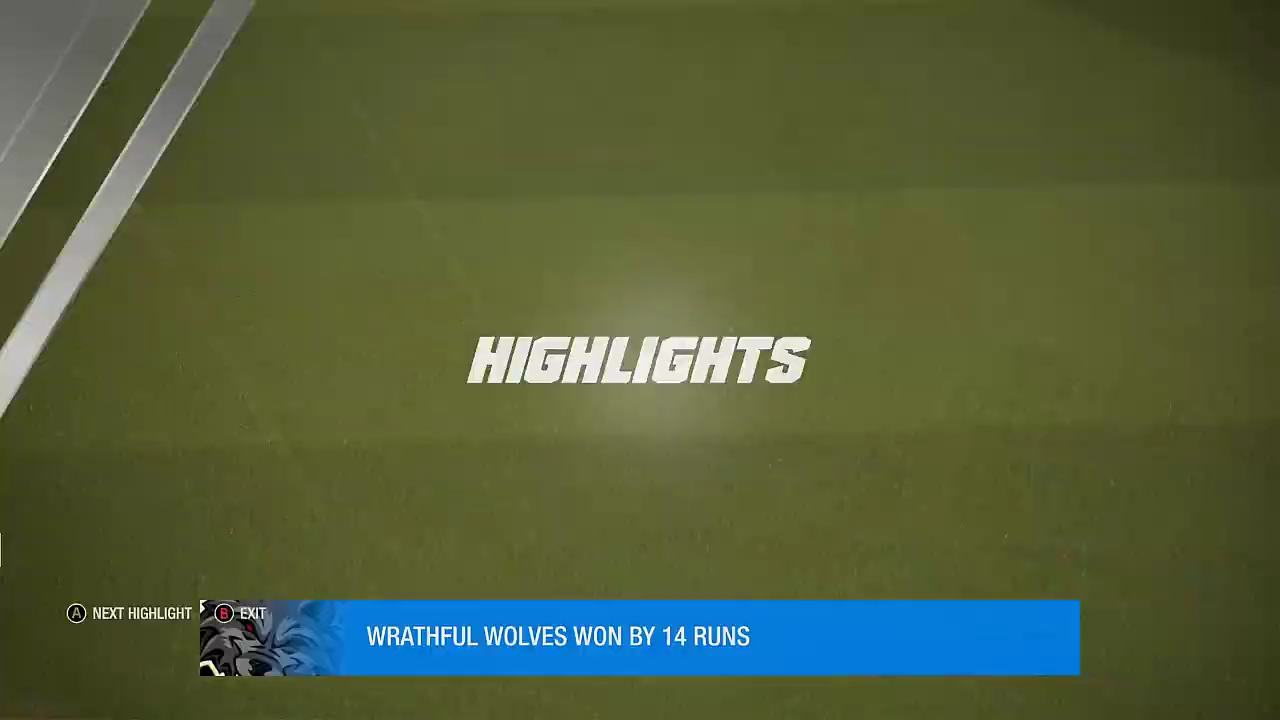 HIGHLIGHTS
A NEXT HIGHLIGHT
B EXIT
WRATHFUL WOLVES WON BY 14 RUNS